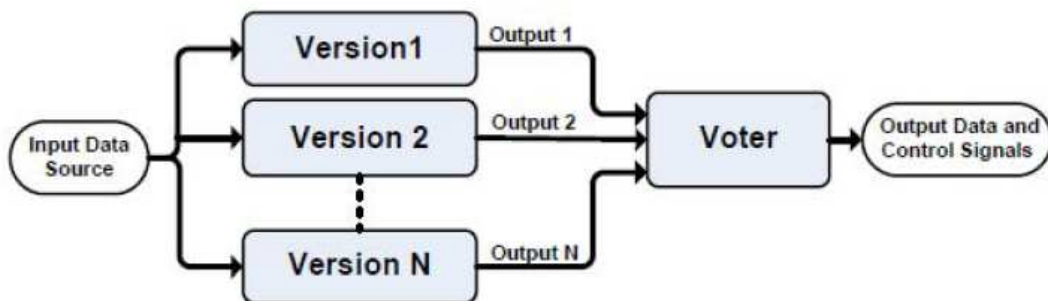 Input Data
Source
Version1
Output 1
Version 2
Output 2
Version N
Output N
Voter
Output Data and
Control Signals